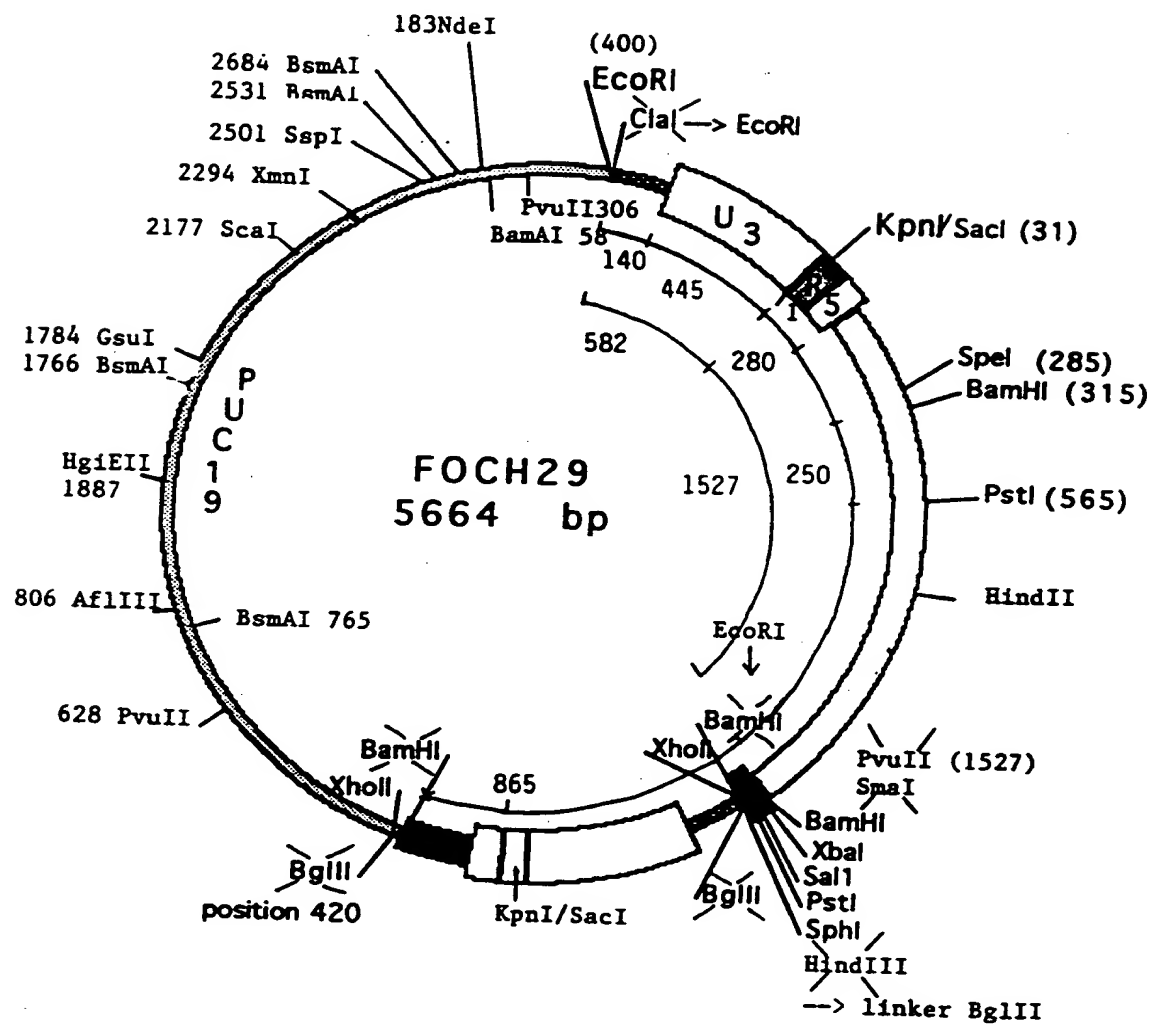 183NdeI
(400)
EcoRI
2684 BsmAI
2531 BsmAI
ClaI --> EcoRI
2501 SspI
2294 XmnI
PvuII306
U 3
KpnI/SacI (31)
2177 ScaI
BamAI 58
140
445
R
1
5
582
280
1784 GsuI
1766 BsmAI
SpeI (285)
BamHI (315)
PUC19
HgiEII
1887
FOCH29
5664 bp
1527
250
PstI (565)
806 AflIII
BsmAI 765
HindII
EcoRI
628 PvuII
BamHI
BamHI
XhoII
PvuII (1527)
SmaI
XhoII
865
BamHI
XbaI
BglII
Sal1
BglII
PstI
position 420
KpnI/SacI
SphI
HindIII
--> linker BglII